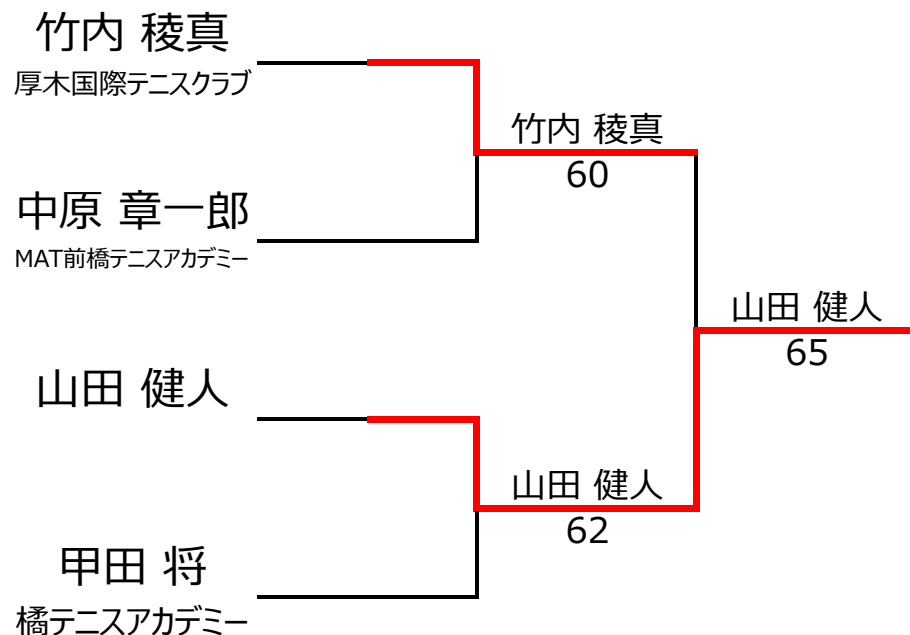 竹内 稜真
厚木国際テニスクラブ
竹内 稜真
60
中原 章一郎
MAT前橋テニスアカデミー
山田 健人
65
山田 健人
山田 健人
62
甲田 将
橘テニスアカデミー